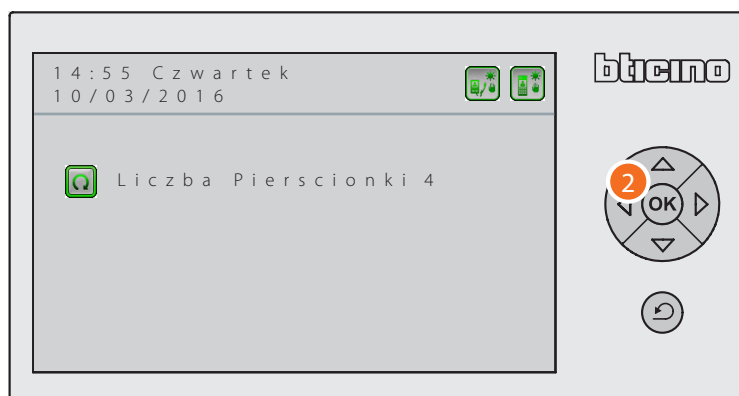 14:55 Czwartek
10/03/2016
bticino
Liczba Pierscionki 4
2
OK